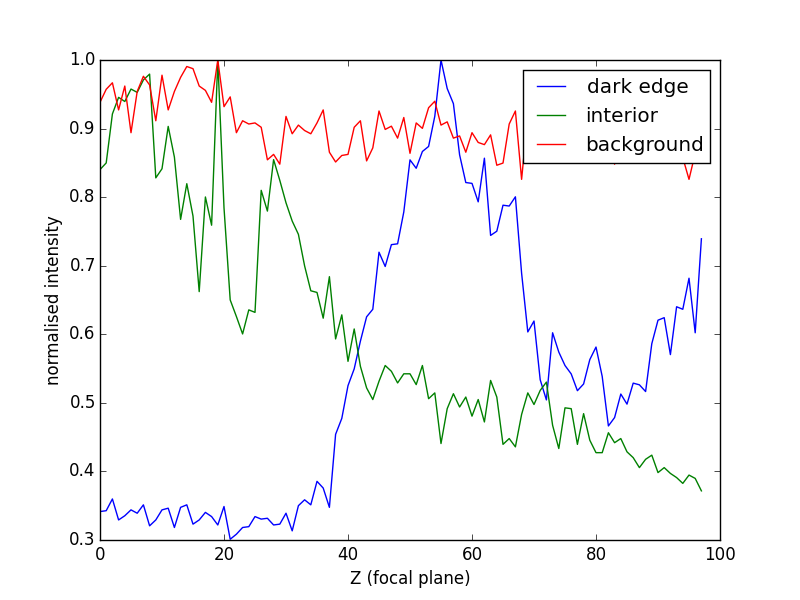 1.0
0.9
0.8
0.7
0.6
0.5
0.4
0.3
normalised intensity
dark edge
interior
background
0 20 40 60 80 100
Z (focal plane)